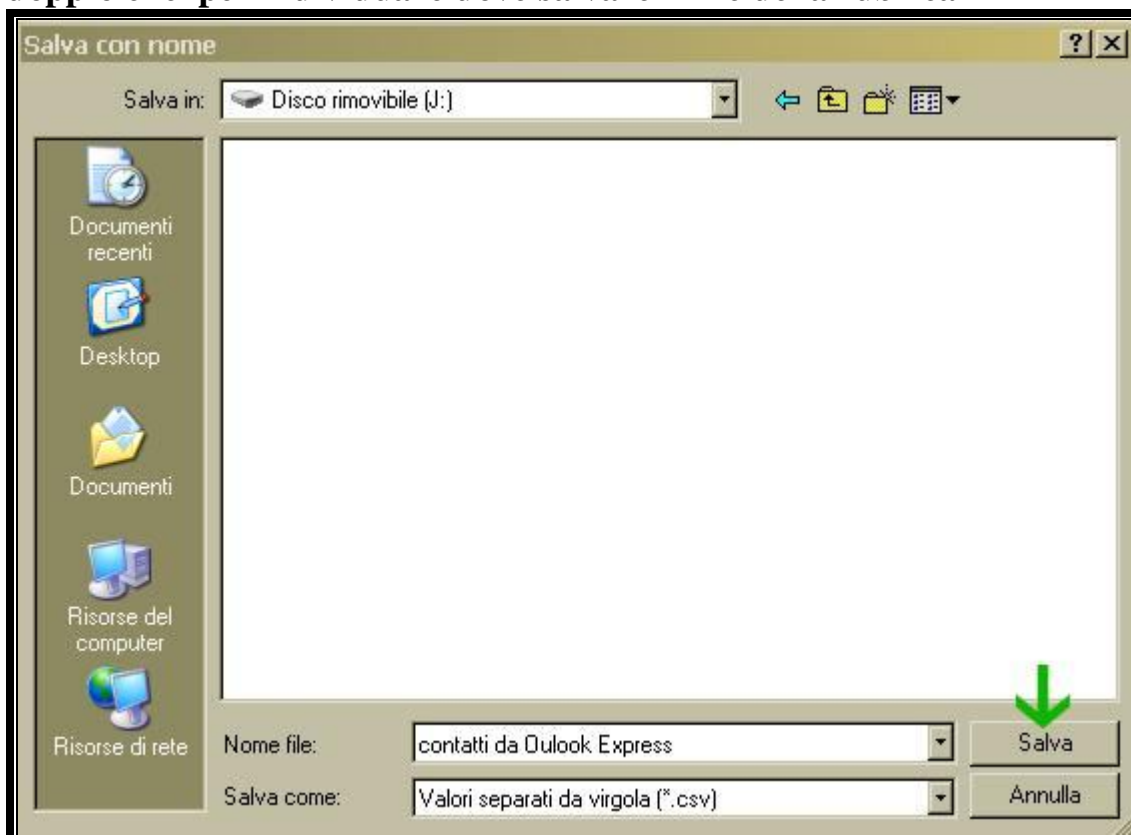 Salva con nome
Salva in: Disco rimovibile (J:)
Documenti
recenti
Desktop
Documenti
Risorse del
computer
Risorse di rete
Nome file: contatti da Oulook Express Salva
Salva come: Valori separati da virgola (*.csv) Annulla